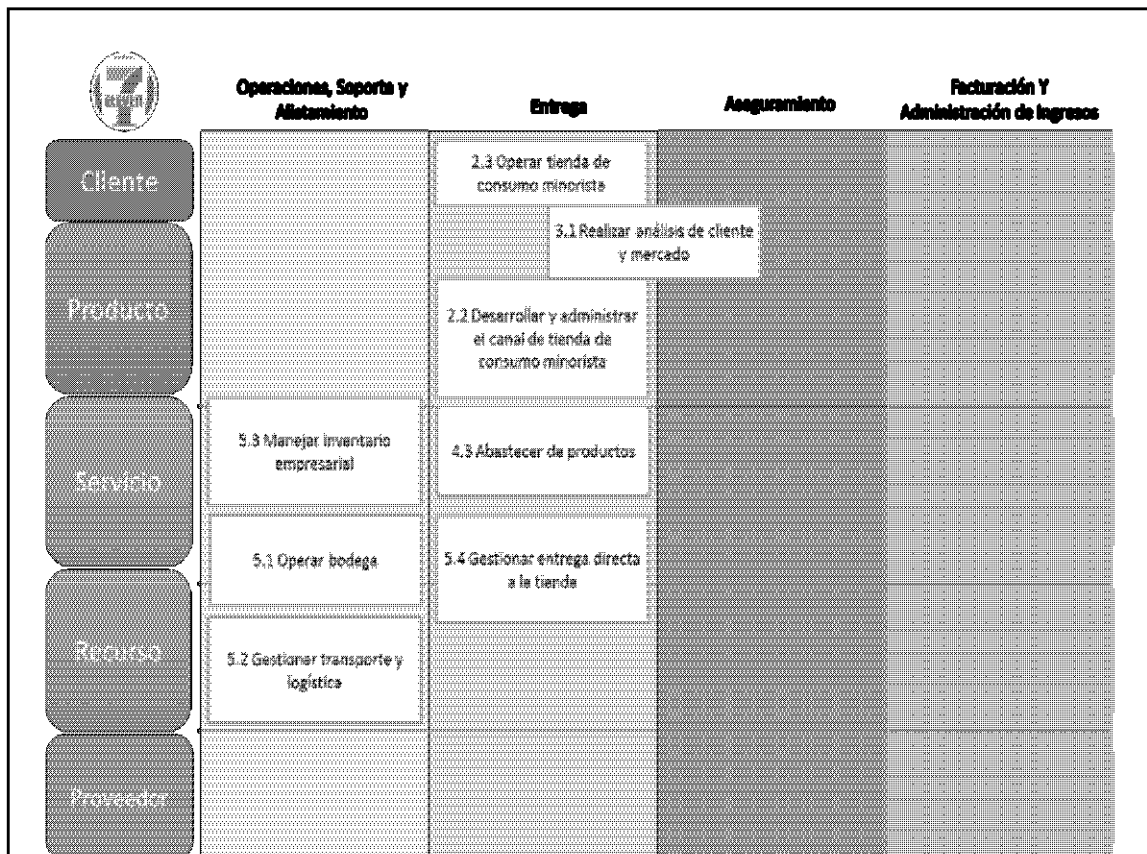 7
ELEVEN
Operaciones, Soporte y
Alistamiento
Entrega
Aseguramiento
Facturación Y
Administración de Ingresos
Cliente
2.3 Operar tienda de
consumo minorista
3.1 Realizar análisis de cliente
y mercado
Producto
2.2 Desarrollar y administrar
el canal de tienda de
consumo minorista
Servicio
5.3 Manejar inventario
empresarial
4.3 Abastecer de productos
5.1 Operar bodega
5.4 Gestionar entrega directa
a la tienda
Recurso
5.2 Gestionar transporte y
logística
Proveedor